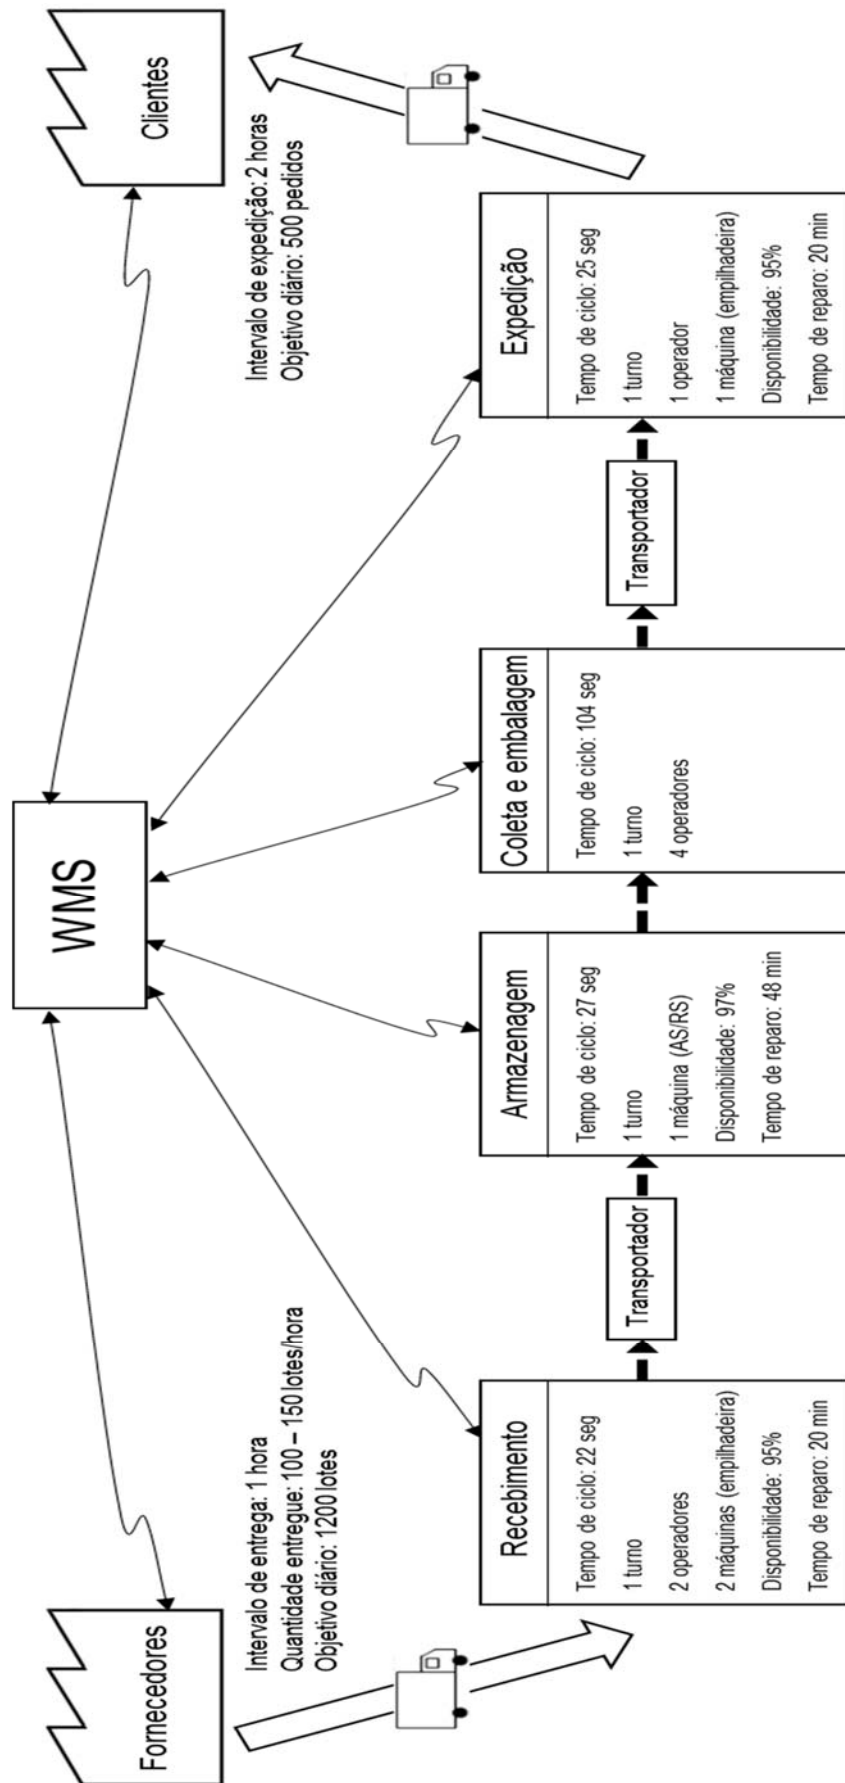 Fornecedores
WMS
Clientes
Intervalo de entrega: 1 hora
Quantidade entregue: 100 – 150 lotes/hora
Objetivo diário: 1200 lotes
Intervalo de expedição: 2 horas
Objetivo diário: 500 pedidos
Recebimento
Tempo de ciclo: 22 seg
1 turno
2 operadores
2 máquinas (empilhadeira)
Disponibilidade: 95%
Tempo de reparo: 20 min
Transportador
Armazenagem
Tempo de ciclo: 27 seg
1 turno
1 máquina (AS/RS)
Disponibilidade: 97%
Tempo de reparo: 48 min
Coleta e embalagem
Tempo de ciclo: 104 seg
1 turno
4 operadores
Transportador
Expedição
Tempo de ciclo: 25 seg
1 turno
1 operador
1 máquina (empilhadeira)
Disponibilidade: 95%
Tempo de reparo: 20 min